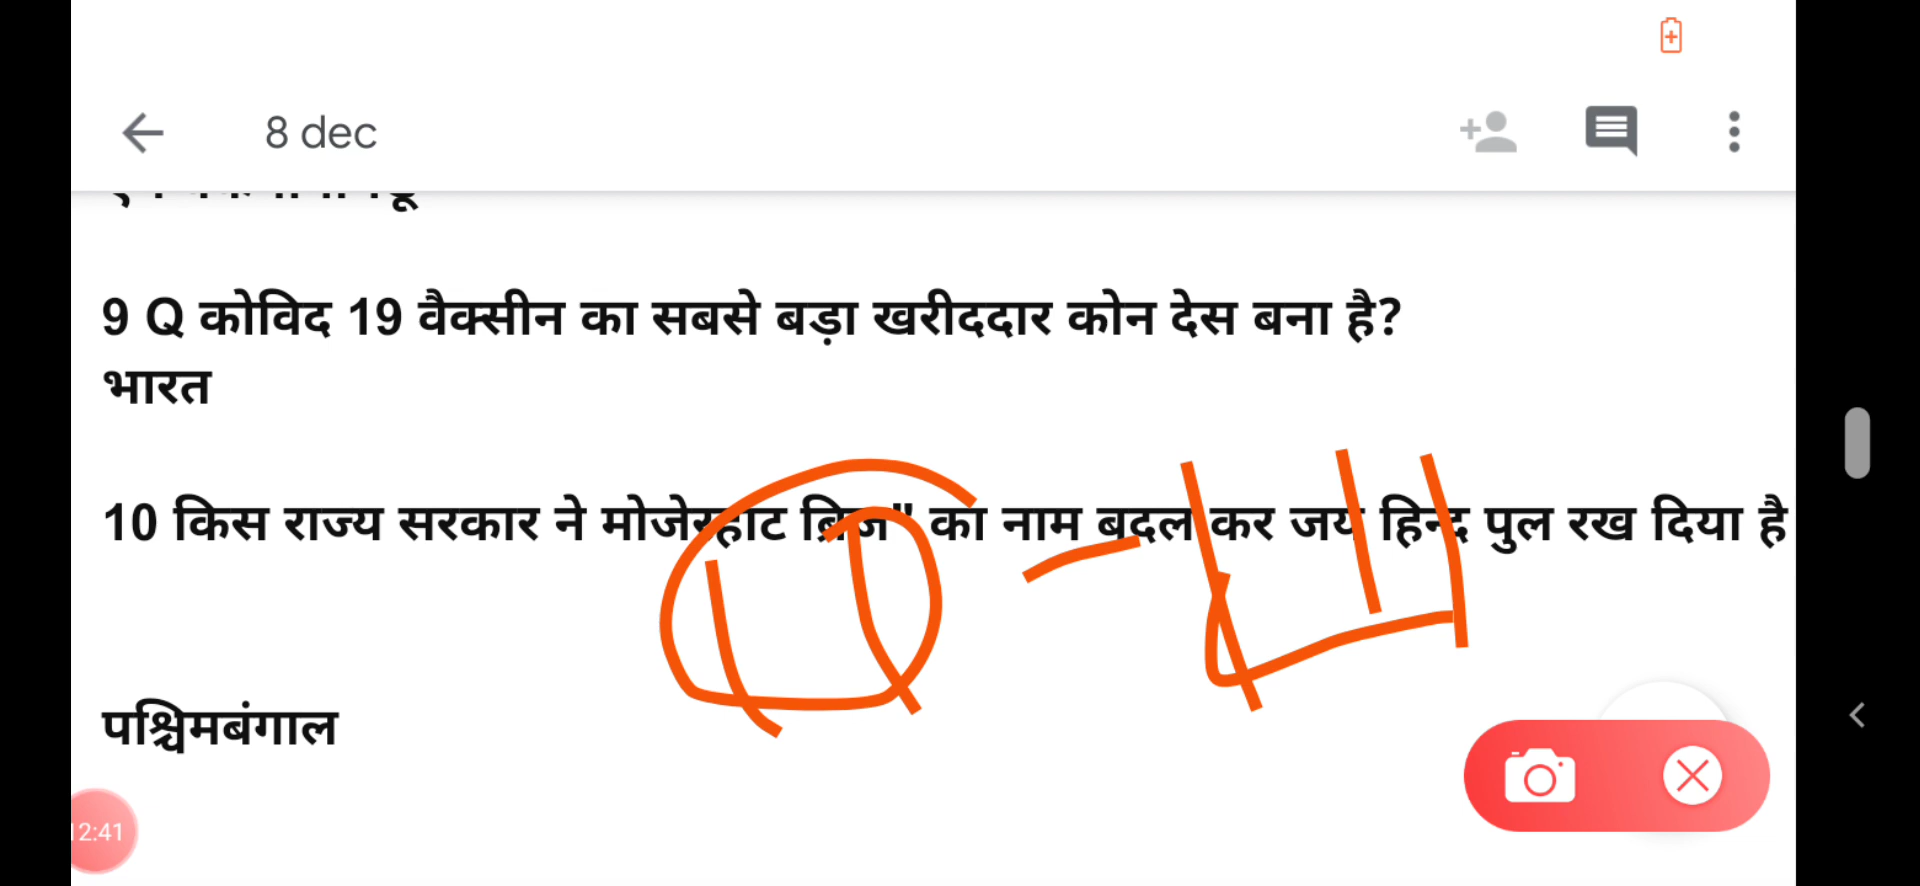 8 dec
9 Q कोविद 19 वैक्सीन का सबसे बड़ा खरीददार कोन देस बना है?
भारत
10 किस राज्य सरकार ने मोजेरहाट ब्रिज" का नाम बदल कर जय हिन्द पुल रख दिया है
पश्चिमबंगाल
12:41